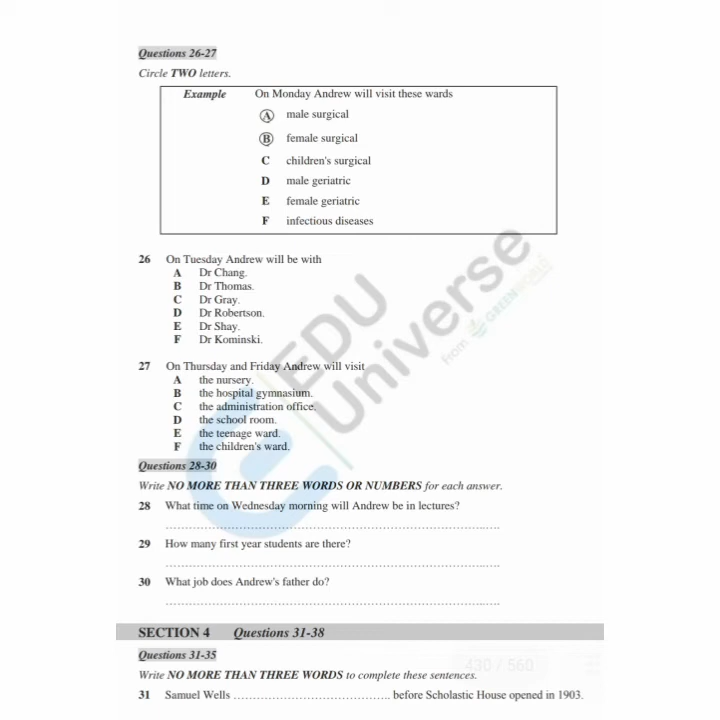 Questions 26-27
Circle TWO letters.
Example On Monday Andrew will visit these wards
A male surgical
B female surgical
C children's surgical
D male geriatric
E female geriatric
F infectious diseases
26 On Tuesday Andrew will be with
A Dr Chang.
B Dr Thomas.
C Dr Gray.
D Dr Robertson.
E Dr Shay.
F Dr Kominski.
27 On Thursday and Friday Andrew will visit
A the nursery.
B the hospital gymnasium.
C the administration office.
D the school room.
E the teenage ward.
F the children's ward.
EDU
Universe
From GREENWORLD
Questions 28-30
Write NO MORE THAN THREE WORDS OR NUMBERS for each answer.
28 What time on Wednesday morning will Andrew be in lectures?
29 How many first year students are there?
30 What job does Andrew's father do?
SECTION 4 Questions 31-38
Questions 31-35
430 / 560
Write NO MORE THAN THREE WORDS to complete these sentences.
31 Samuel Wells ........................................ before Scholastic House opened in 1903.